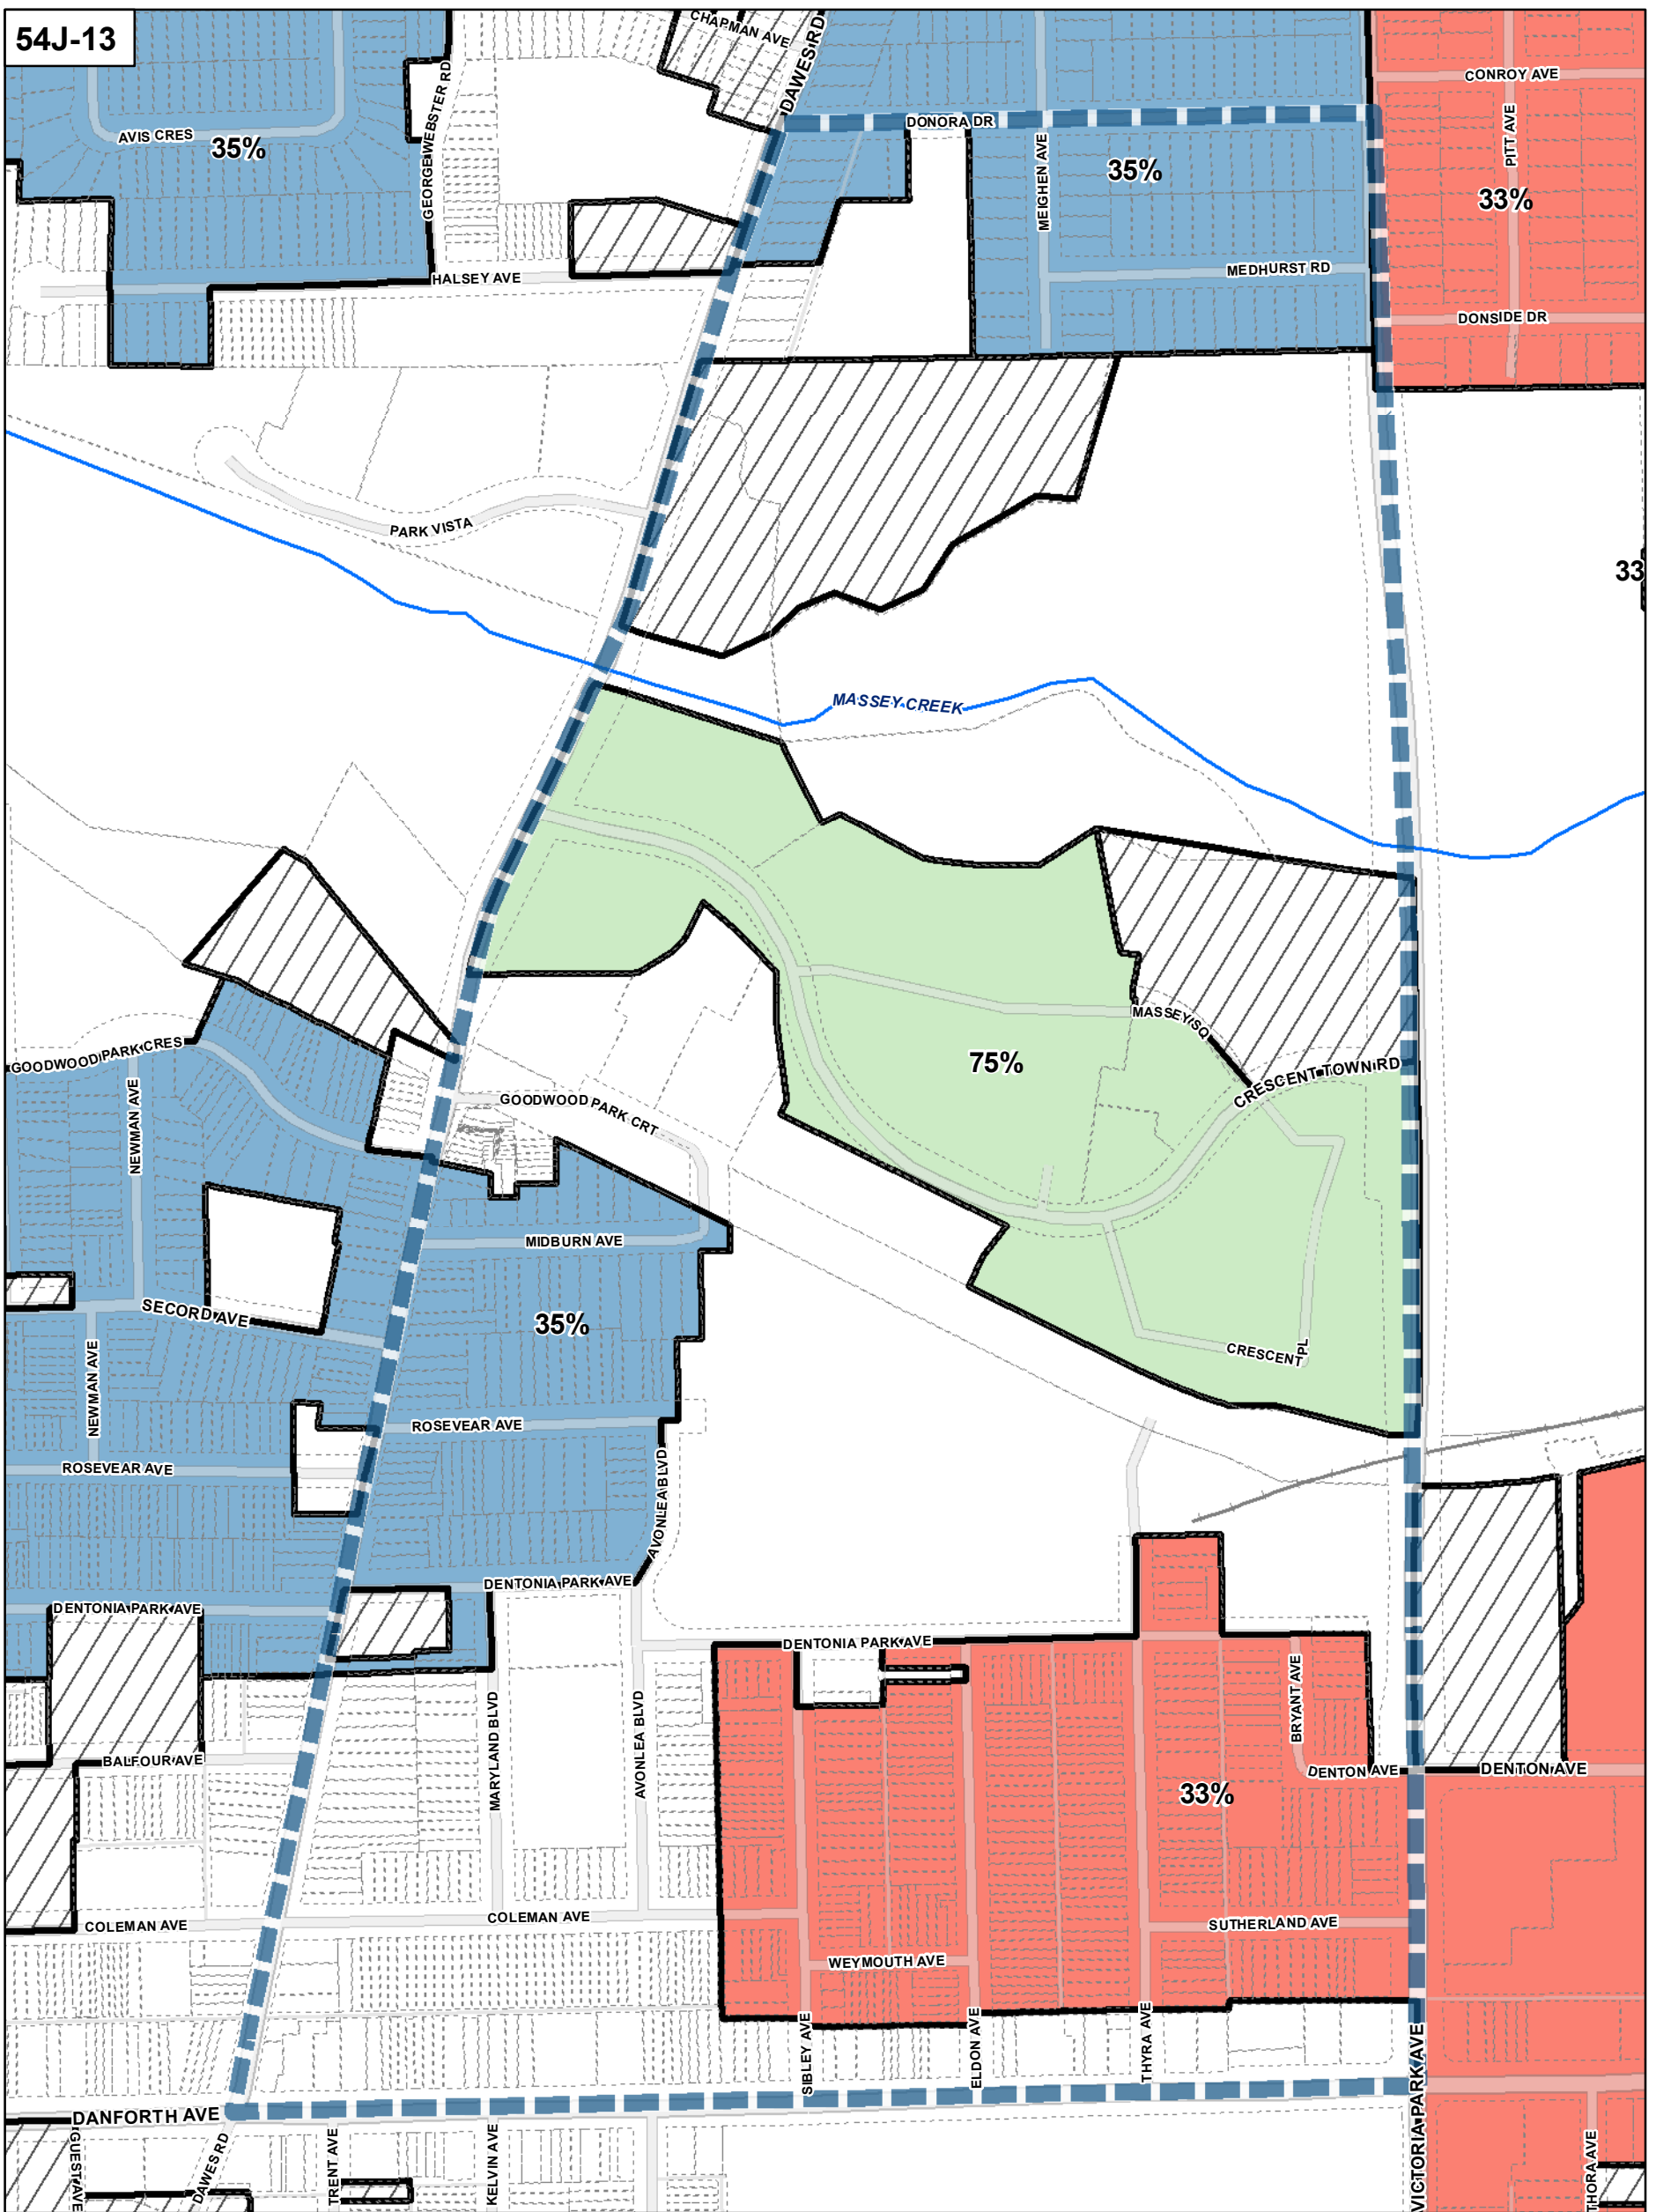 54J-13
CHAPMAN AVE
DAWES RD
CONROY AVE
AVIS CRES
35%
GEORGE WEBSTER RD
DONORA DR
MEIGHEN AVE
35%
PITT AVE
33%
HALSEY AVE
MEDHURST RD
DONSIDE DR
PARK VISTA
33
MASSEY CREEK
MASSEY SQ
GOODWOOD PARK CRES
NEWMAN AVE
75%
CRESCENT TOWN RD
GOODWOOD PARK CRT
MIDBURN AVE
SECORD AVE
35%
NEWMAN AVE
CRESCENT PL
ROSEVEAR AVE
ROSEVEAR AVE
AVONLEA BLVD
DENTONIA PARK AVE
DENTONIA PARK AVE
DENTONIA PARK AVE
BRYANT AVE
MARYLAND BLVD
AVONLEA BLVD
BALFOUR AVE
DENTON AVE
DENTON AVE
33%
COLEMAN AVE
COLEMAN AVE
SUTHERLAND AVE
WEYMOUTH AVE
SIBLEY AVE
ELDON AVE
THYRA AVE
VICTORIA PARK AVE
DANFORTH AVE
GUEST AVE
DAWES RD
TRENT AVE
KELVIN AVE
THORA AVE